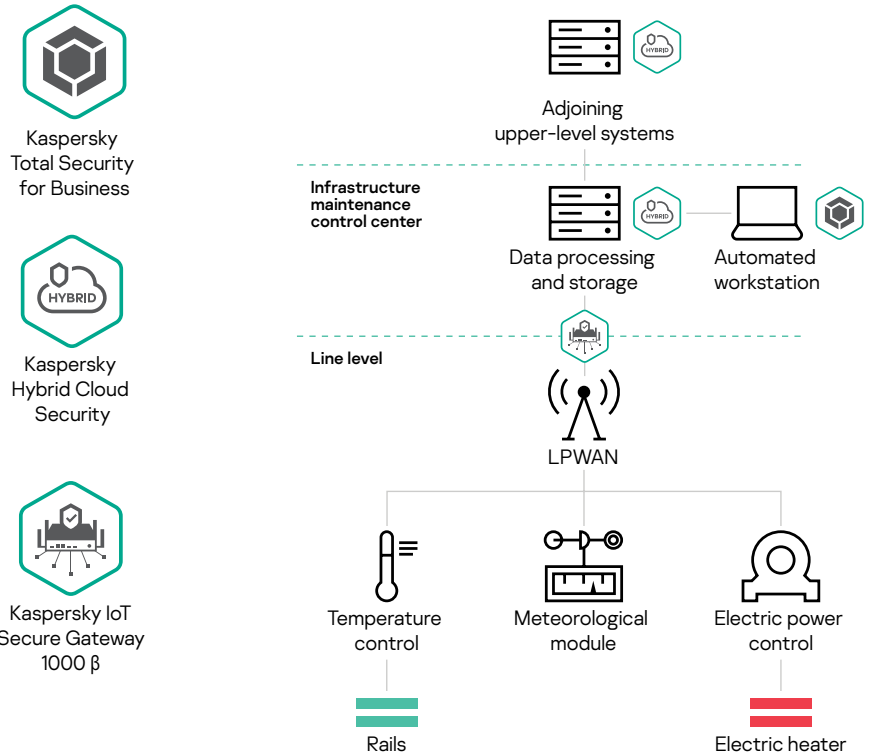 Kaspersky
Total Security
for Business
HYBRID
Kaspersky
Hybrid Cloud
Security
Kaspersky IoT
Secure Gateway
1000 β
HYBRID
Adjoining
upper-level systems
Infrastructure
maintenance
control center
HYBRID
Data processing
and storage
Automated
workstation
Line level
LPWAN
Temperature
control
Meteorological
module
Electric power
control
Rails
Electric heater